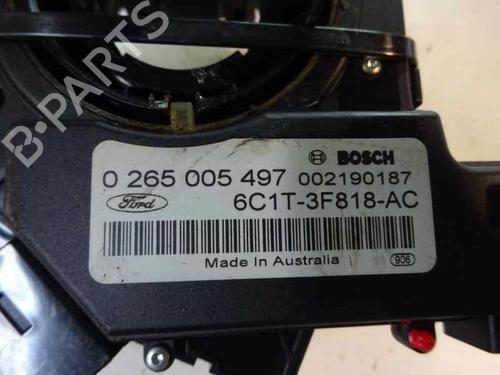 B-PARTS
BOSCH
0 265 005 497 002190187
Ford 6C1T-3F818-AC
Made In Australia 906